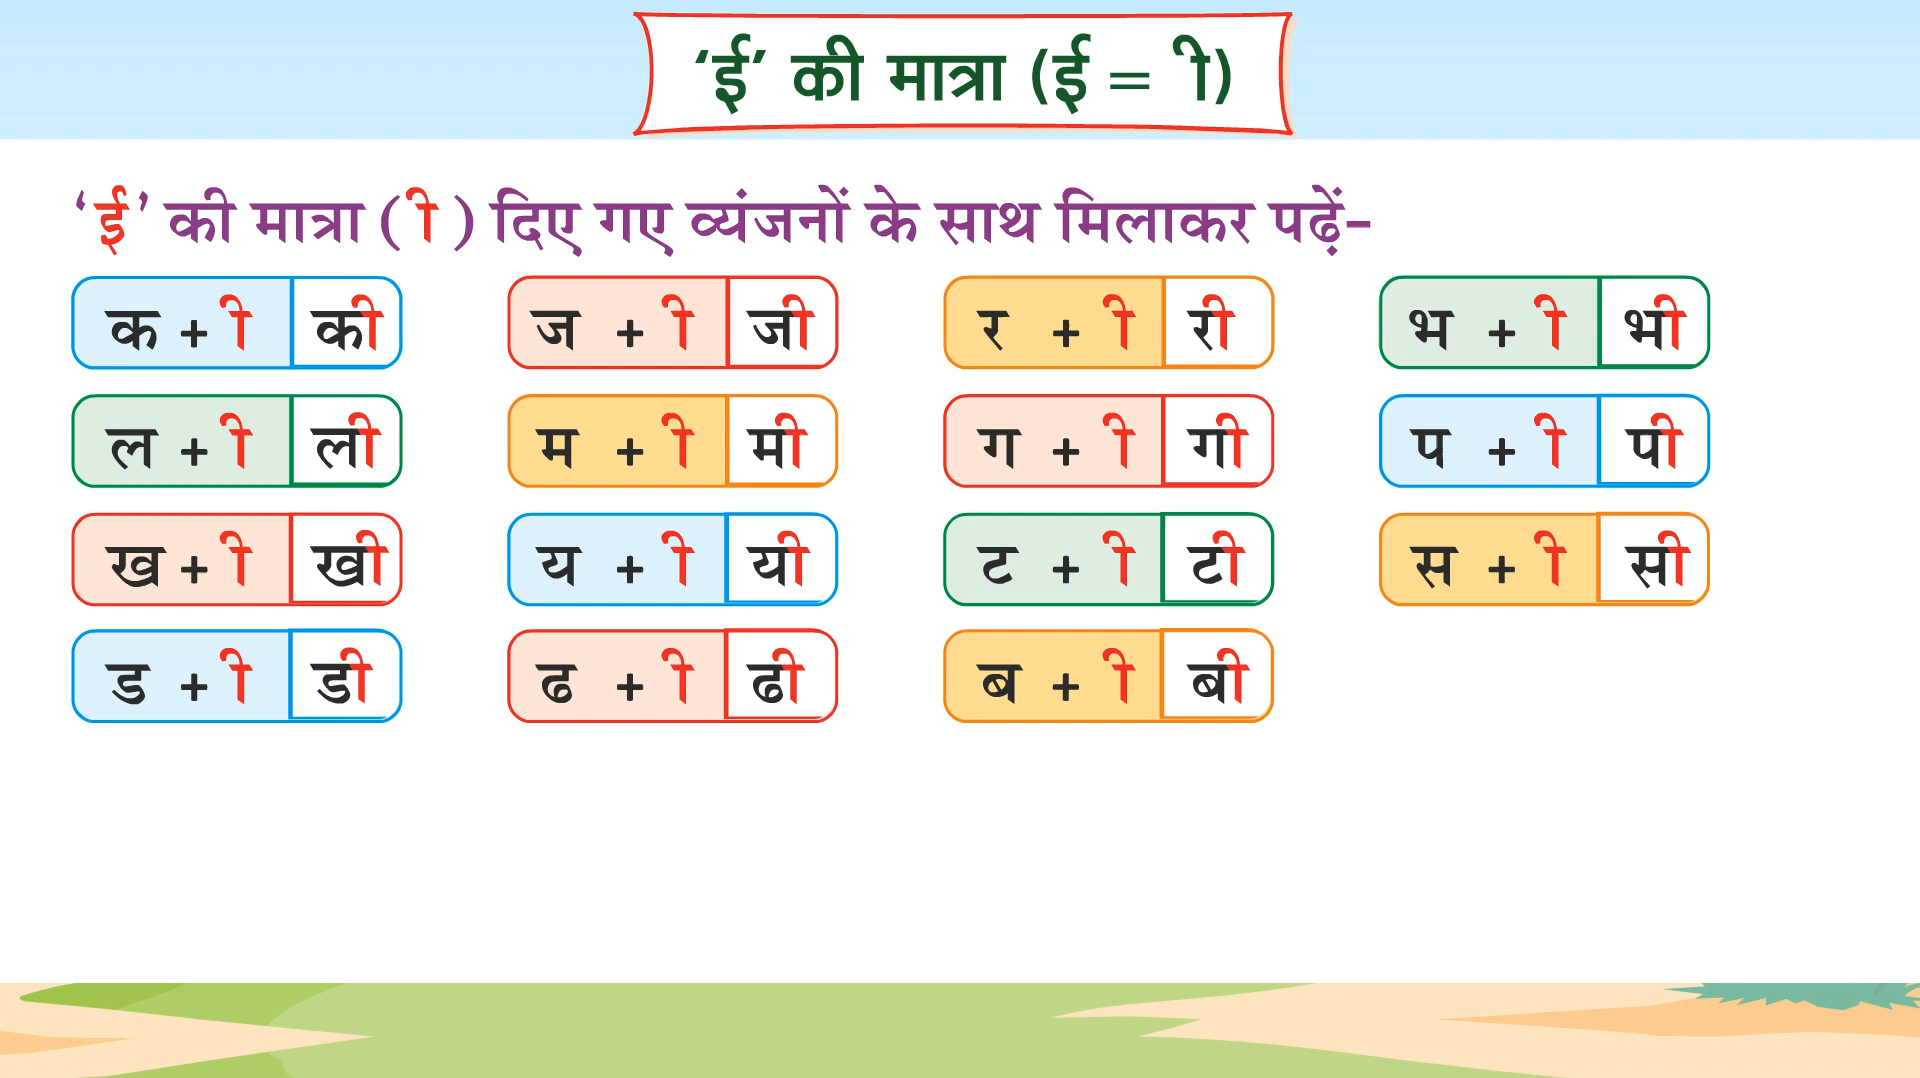 ‘ई’ की मात्रा (ई = ी)
‘ई’ की मात्रा (ी) दिए गए व्यंजनों के साथ मिलाकर पढ़ें-
क + ी की ज + ी जी र + ी री भ + ी भी
ल + ी ली म + ी मी ग + ी गी प + ी पी
ख + ी खी य + ी यी ट + ी टी स + ी सी
ड + ी डी ढ + ी ढी ब + ी बी